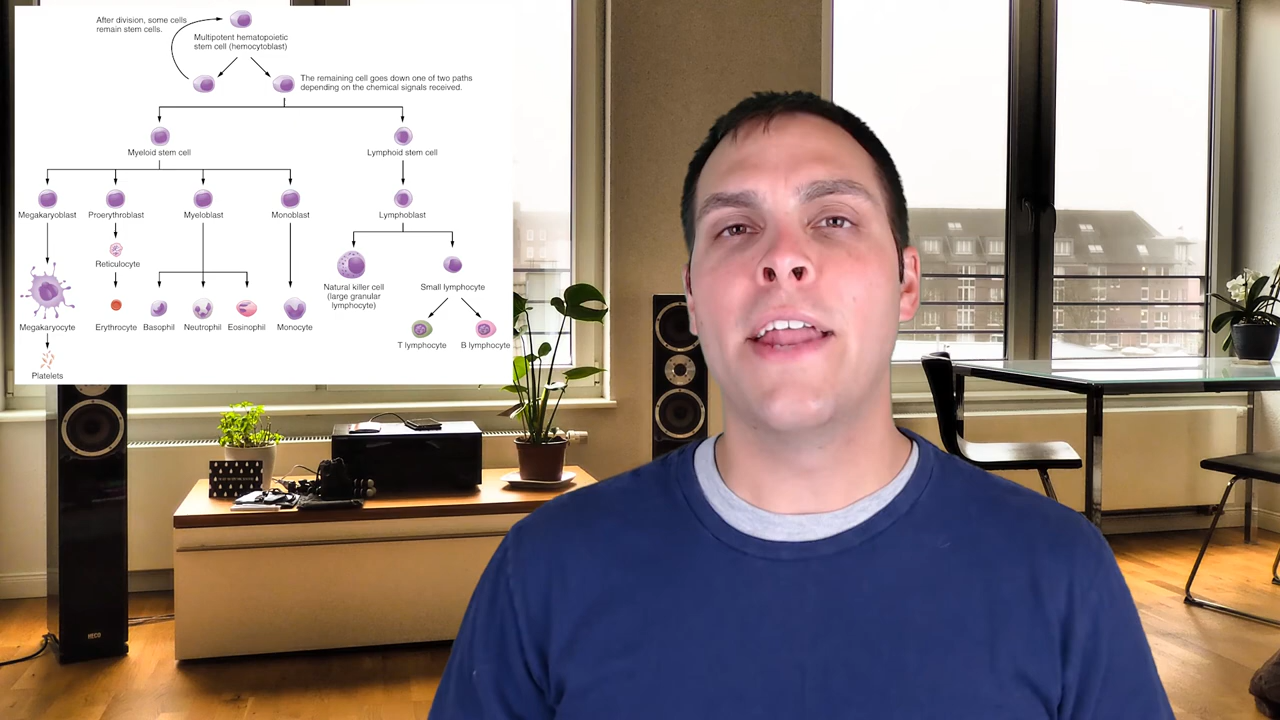 After division, some cells
remain stem cells.
Multipotent hematopoietic
stem cell (hemocytoblast)
The remaining cell goes down one of two paths
depending on the chemical signals received.
Myeloid stem cell
Lymphoid stem cell
Megakaryoblast
Proerythroblast
Myeloblast
Monoblast
Lymphoblast
Reticulocyte
Natural killer cell
(large granular
lymphocyte)
Small lymphocyte
Megakaryocyte
Erythrocyte
Basophil
Neutrophil
Eosinophil
Monocyte
T lymphocyte
B lymphocyte
Platelets